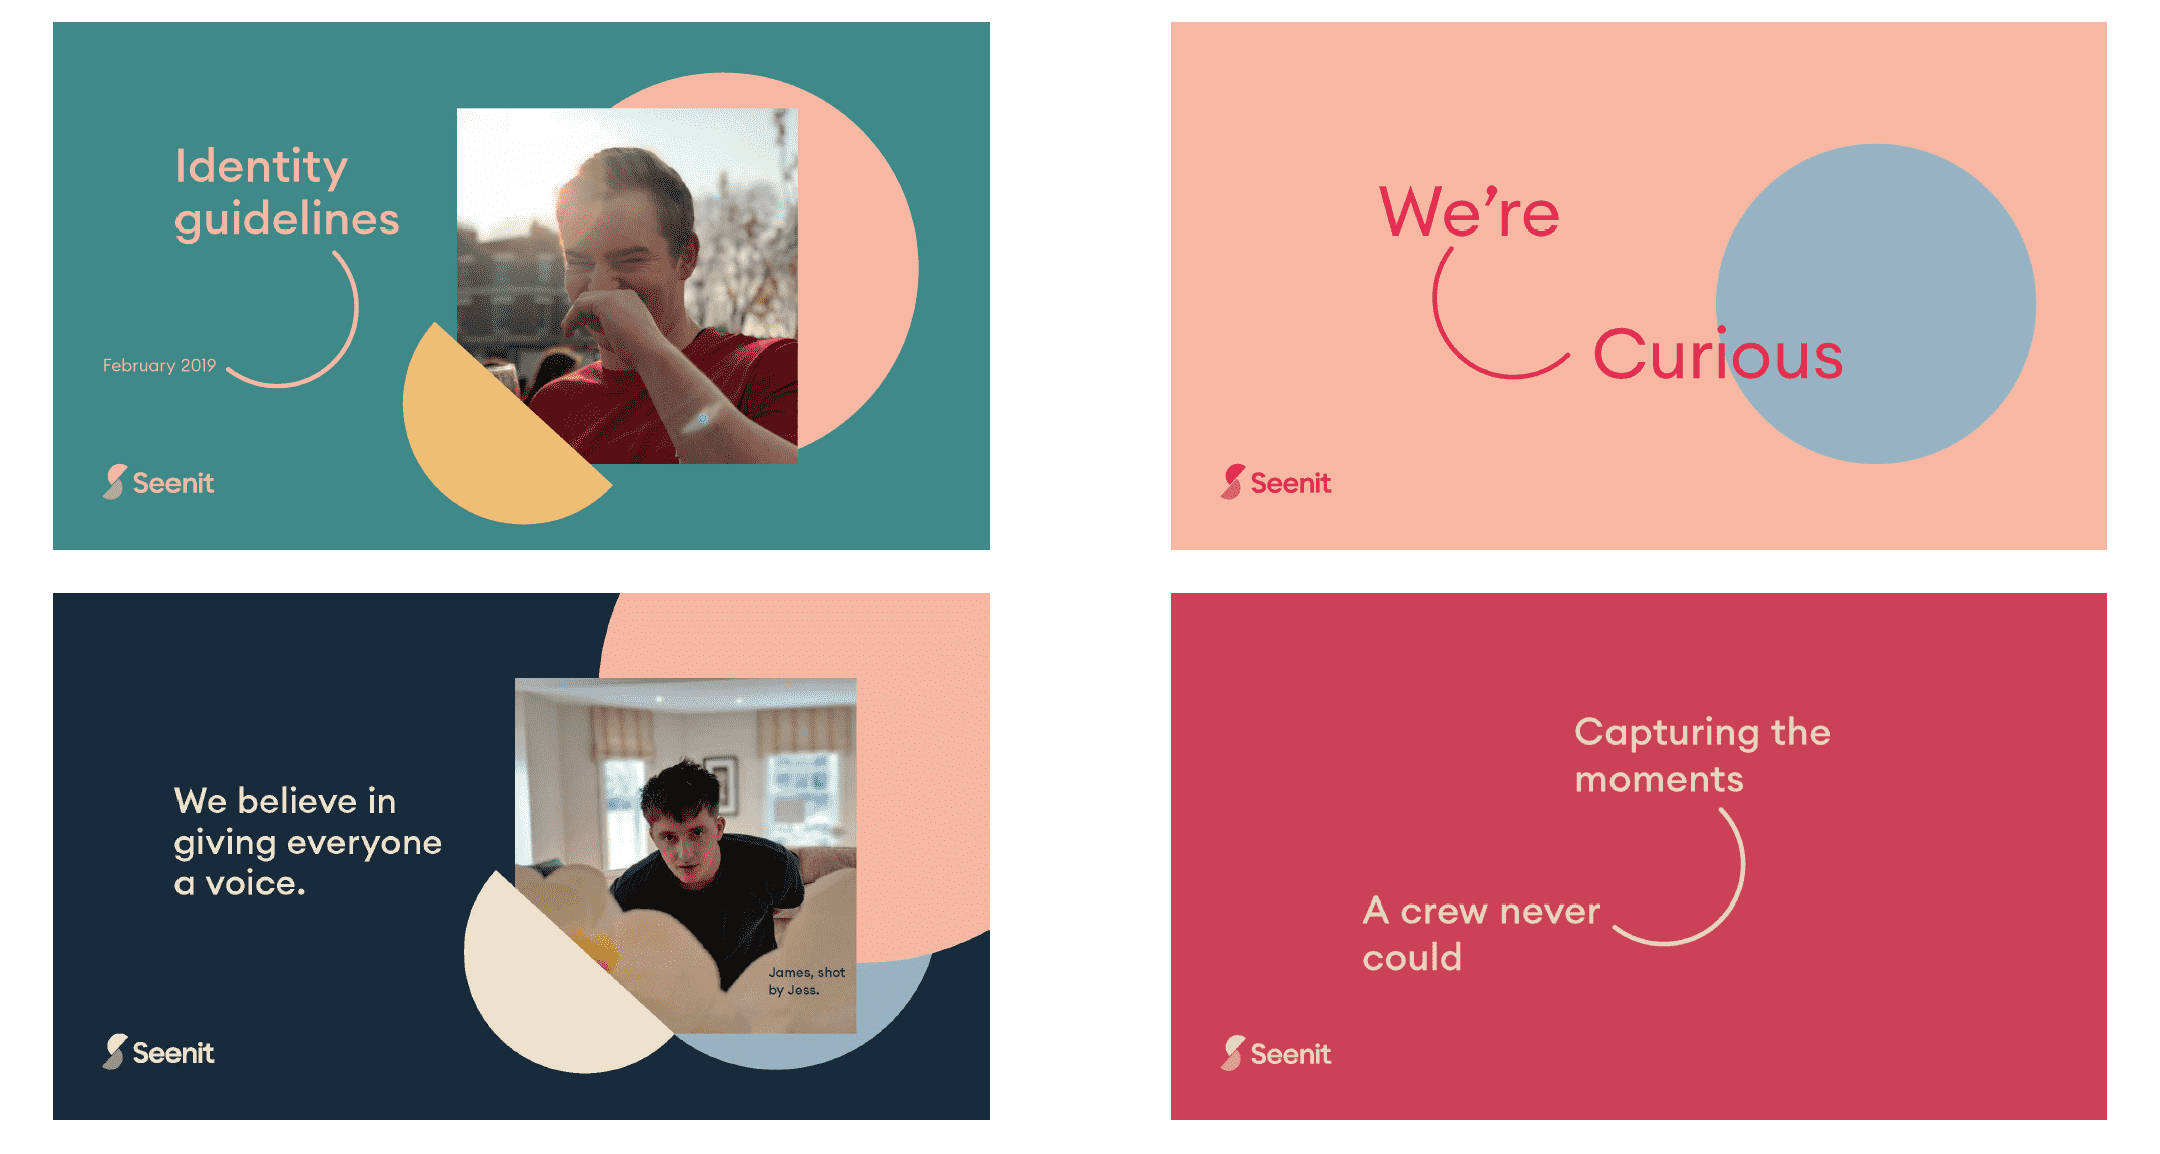 Identity
guidelines
February 2019
Seenit
We’re
Curious
Seenit
We believe in
giving everyone
a voice.
James, shot
by Jess.
Seenit
Capturing the
moments
A crew never
could
Seenit